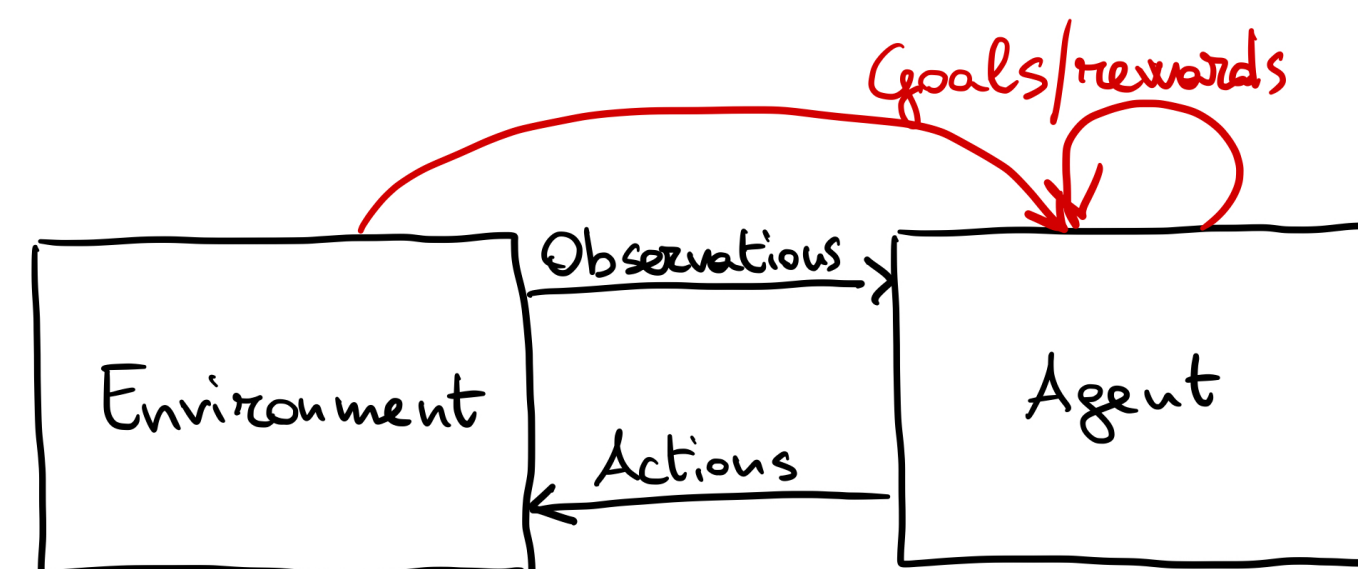 Goals/rewards
Observations
Environment
Agent
Actions